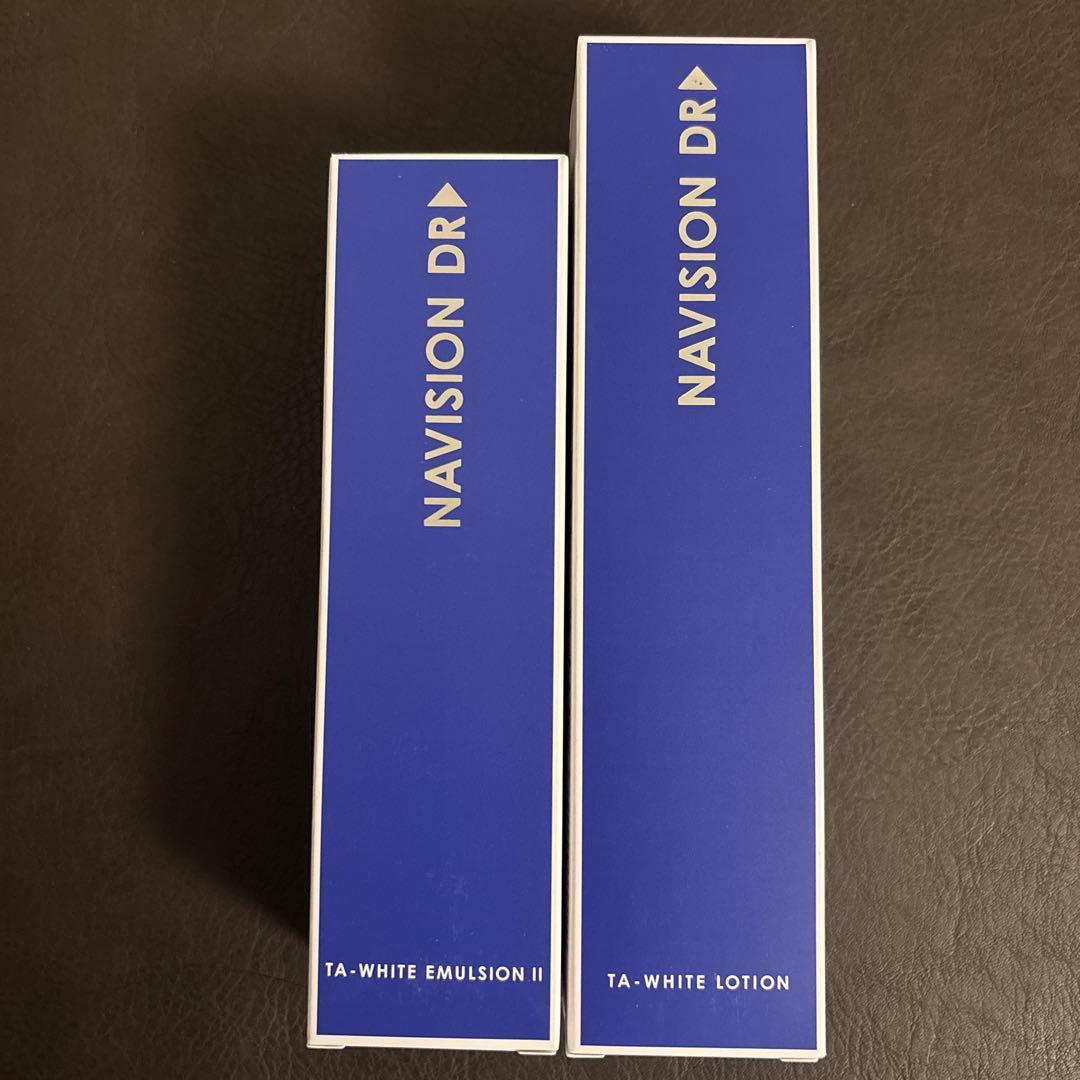 NAVISION DR
TA-WHITE EMULSION II
NAVISION DR
TA-WHITE LOTION